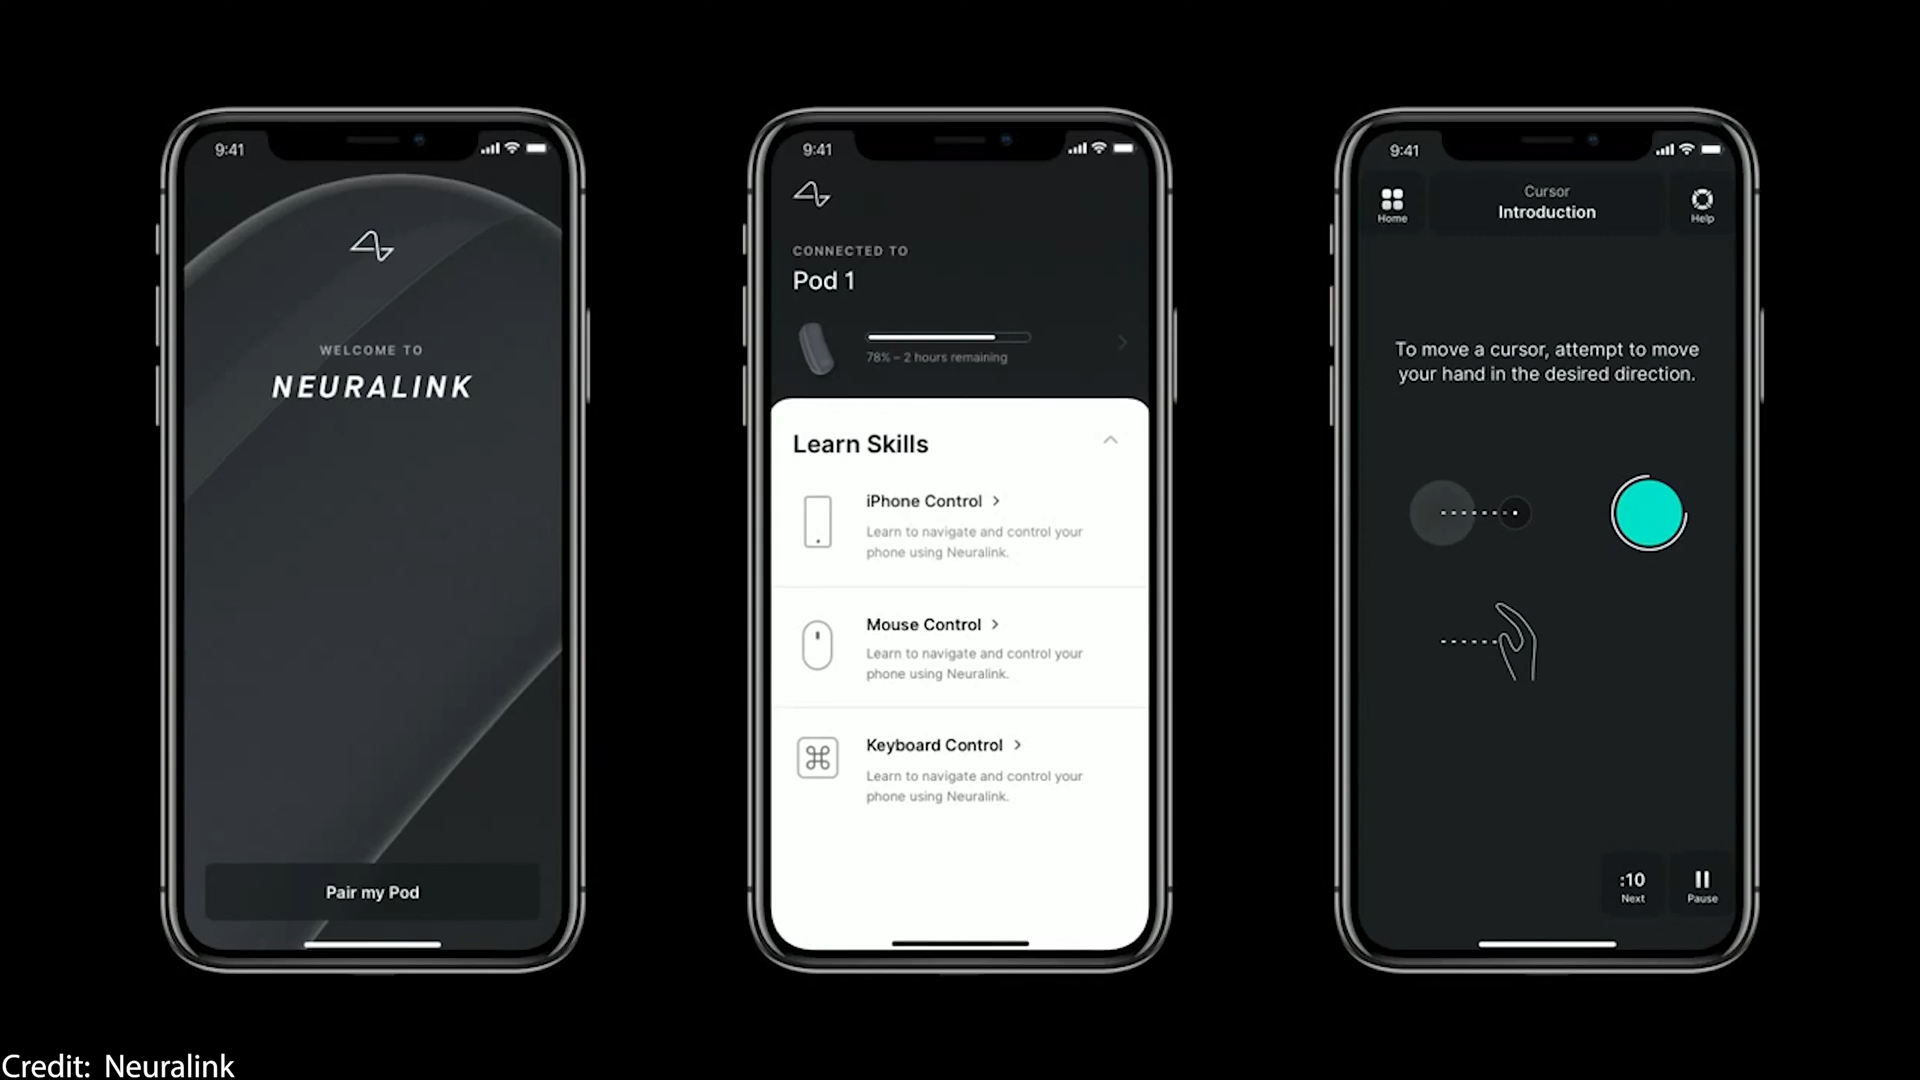 9:41
WELCOME TO
NEURALINK
Pair my Pod
9:41
CONNECTED TO
Pod 1
78% – 2 hours remaining
Learn Skills
iPhone Control
Learn to navigate and control your
phone using Neuralink.
Mouse Control
Learn to navigate and control your
phone using Neuralink.
Keyboard Control
Learn to navigate and control your
phone using Neuralink.
9:41
Home
Cursor
Introduction
Help
To move a cursor, attempt to move
your hand in the desired direction.
:10
Next
Pause
Credit: Neuralink